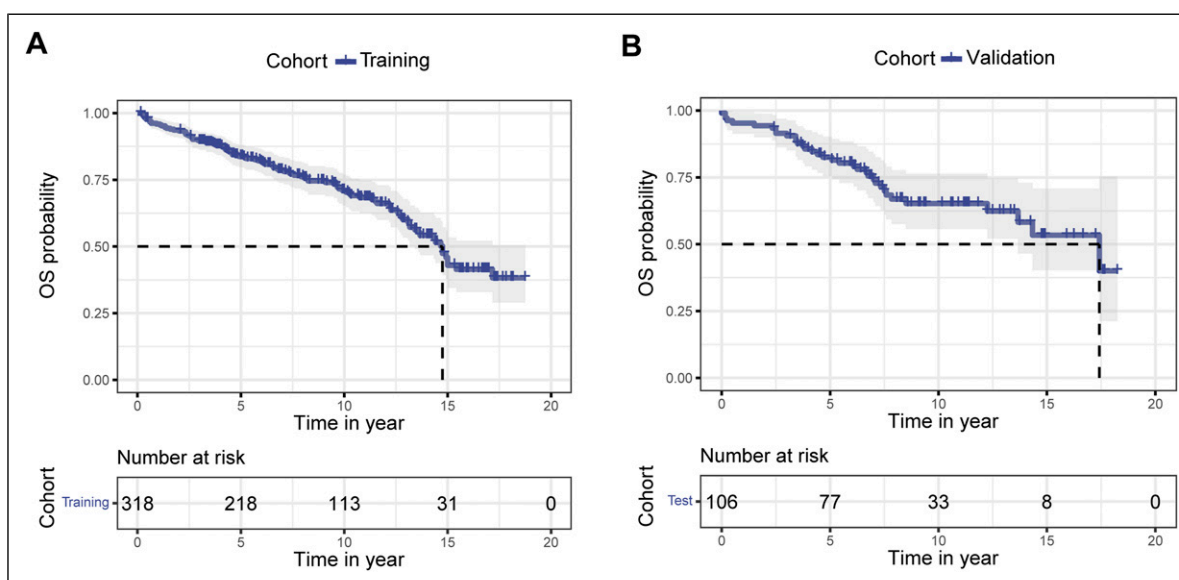 A
Cohort Training
OS probability
1.00
0.75
0.50
0.25
0.00
0 5 10 15 20
Time in year
Number at risk
Cohort
Training 318 218 113 31 0
0 5 10 15 20
Time in year
B
Cohort Validation
OS probability
1.00
0.75
0.50
0.25
0.00
0 5 10 15 20
Time in year
Number at risk
Cohort
Test 106 77 33 8 0
0 5 10 15 20
Time in year